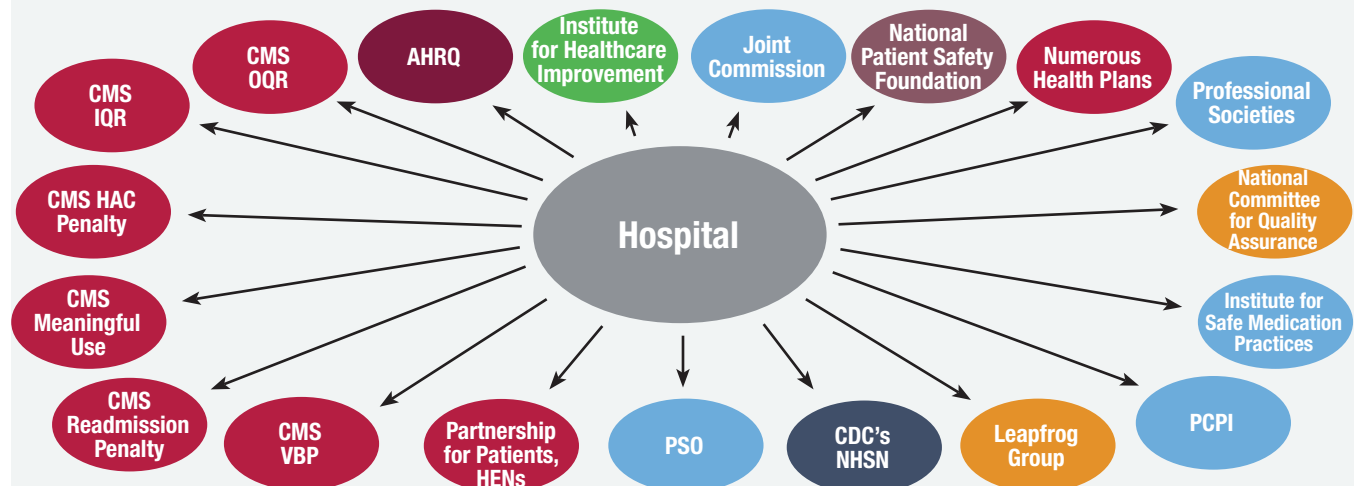 CMS
OQR
AHRQ
Institute
for Healthcare
Improvement
Joint
Commission
National
Patient Safety
Foundation
Numerous
Health Plans
CMS
IQR
Professional
Societies
CMS HAC
Penalty
Hospital
National
Committee
for Quality
Assurance
CMS
Meaningful
Use
Institute for
Safe Medication
Practices
CMS
Readmission
Penalty
CMS
VBP
Partnership
for Patients,
HENs
PSO
CDC's
NHSN
Leapfrog
Group
PCPI